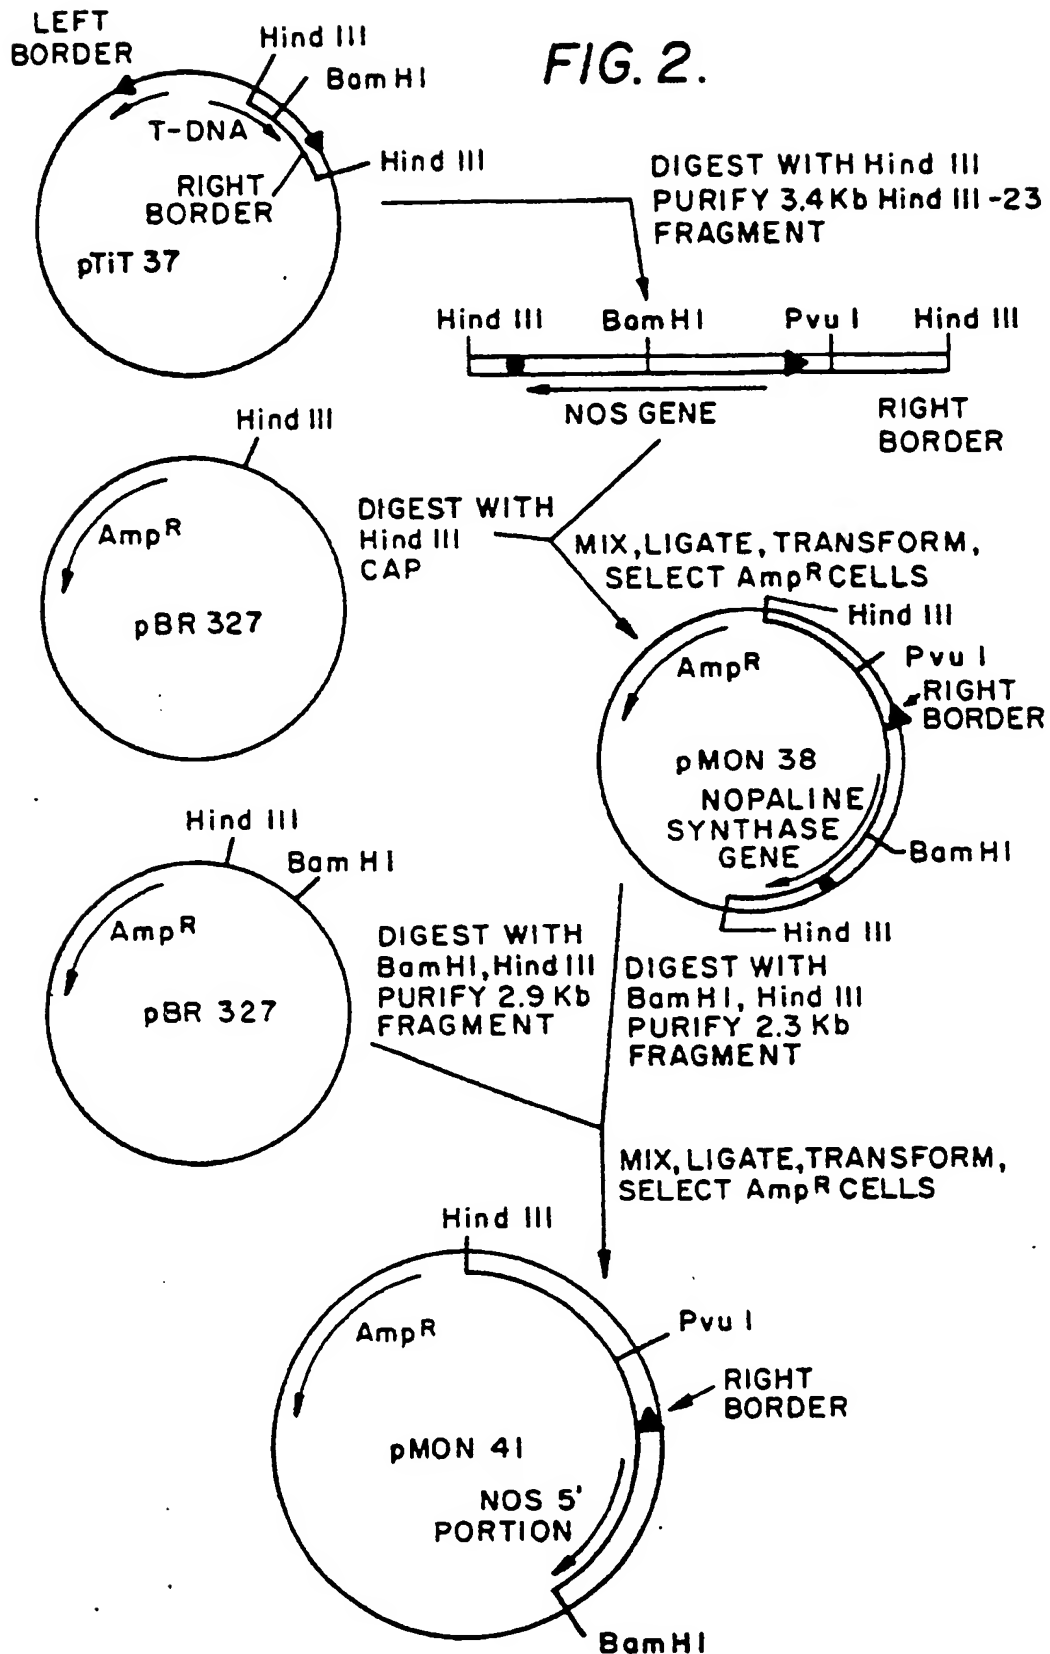 FIG. 2.
LEFT
BORDER
Hind III
Bam HI
T-DNA
Hind III
RIGHT
BORDER
pTiT 37
DIGEST WITH Hind III
PURIFY 3.4 Kb Hind III -23
FRAGMENT
Hind III
Bam HI
Pvu I
Hind III
NOS GENE
RIGHT
BORDER
Hind III
AmpR
pBR 327
DIGEST WITH
Hind III
CAP
MIX, LIGATE, TRANSFORM,
SELECT AmpR CELLS
Hind III
Pvu I
RIGHT
BORDER
AmpR
pMON 38
NOPALINE
SYNTHASE
GENE
Bam HI
Hind III
Hind III
Bam HI
AmpR
pBR 327
DIGEST WITH
Bam HI, Hind III
PURIFY 2.9 Kb
FRAGMENT
DIGEST WITH
Bam HI, Hind III
PURIFY 2.3 Kb
FRAGMENT
MIX, LIGATE, TRANSFORM,
SELECT AmpR CELLS
Hind III
Pvu I
RIGHT
BORDER
AmpR
pMON 41
NOS 5'
PORTION
Bam HI